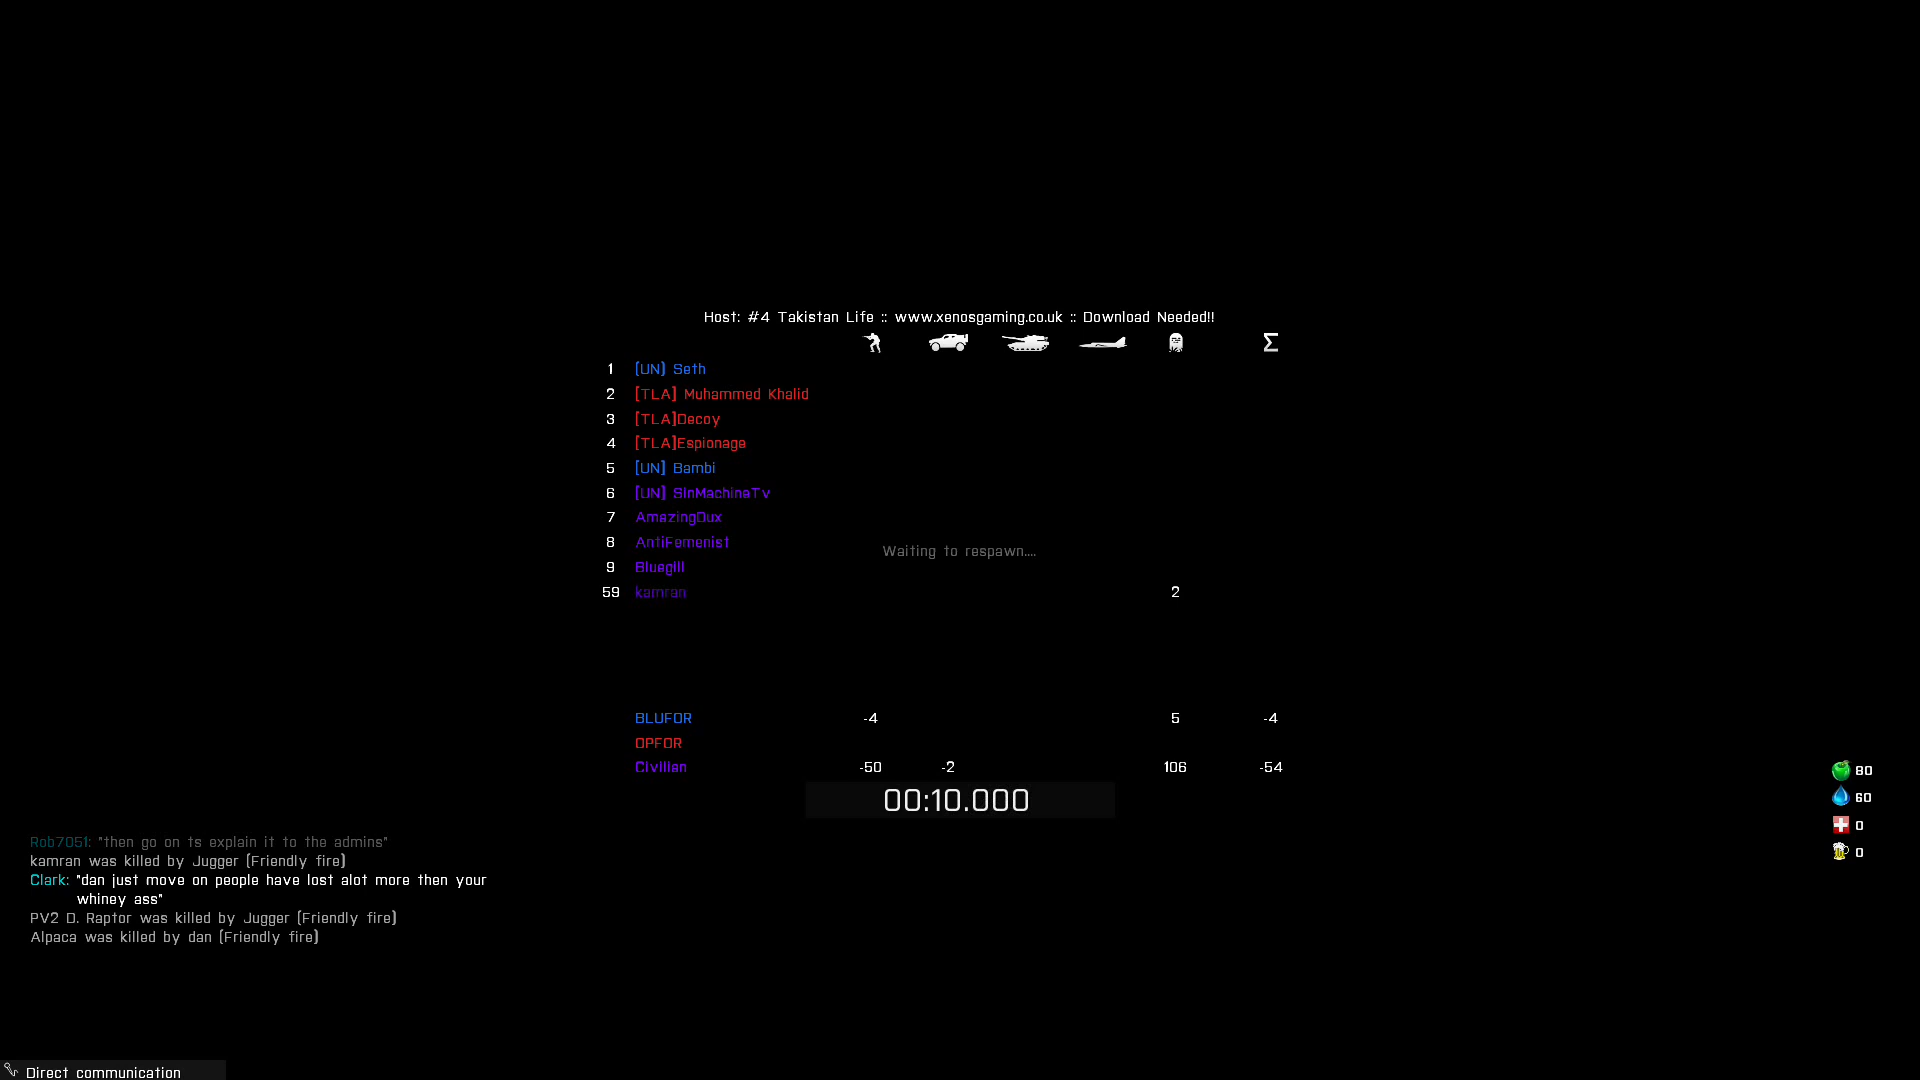 Host: #4 Takistan Life :: www.xenosgaming.co.uk :: Download Needed!!
Σ
1 [UN] Seth
2 [TLA] Muhammed Khalid
3 [TLA]Decoy
4 [TLA]Espionage
5 [UN] Bambi
6 [UN] SinMachineTv
7 AmezingDux
8 AntiFemenist
Waiting to respawn....
9 Bluegill
59 kamran 2
BLUFOR -4 5 -4
OPFOR
Civilian -50 -2 106 -54
00:10.000
80
60
0
0
Rob7051: "then go on ts explain it to the admins"
kamran was killed by Jugger (Friendly fire)
Clark: "dan just move on people have lost alot more then your
whiney ass"
PV2 D. Raptor was killed by Jugger (Friendly fire)
Alpaca was killed by dan (Friendly fire)
Direct communication